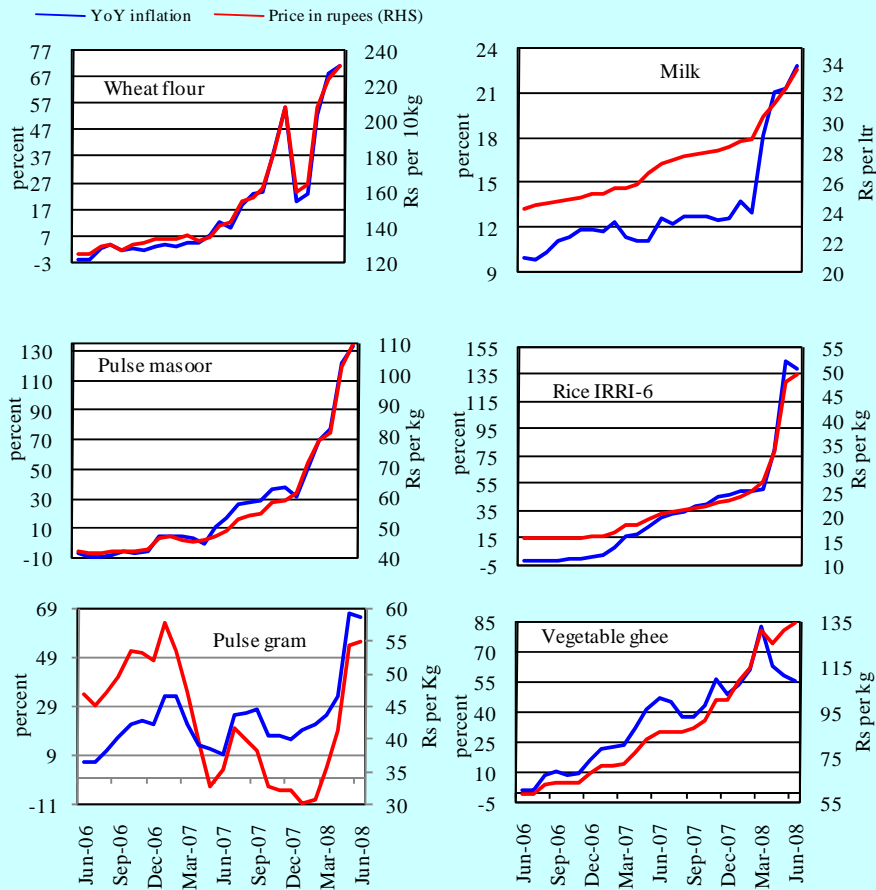 YoY inflation Price in rupees (RHS)
Wheat flour
percent
77
67
57
47
37
27
17
7
-3
240
220
200
180
160
140
120
Rs per 10kg
Milk
percent
24
21
18
15
12
9
34
32
30
28
26
24
22
20
Rs per ltr
Pulse masoor
percent
130
110
90
70
50
30
10
-10
110
100
90
80
70
60
50
40
Rs per kg
Rice IRRI-6
percent
155
135
115
95
75
55
35
15
-5
55
50
45
40
35
30
25
20
15
10
Rs per kg
Pulse gram
percent
69
49
29
9
-11
60
55
50
45
40
35
30
Rs per Kg
Jun-06
Sep-06
Dec-06
Mar-07
Jun-07
Sep-07
Dec-07
Mar-08
Jun-08
Vegetable ghee
percent
85
70
55
40
25
10
-5
135
115
95
75
55
Rs per kg
Jun-06
Sep-06
Dec-06
Mar-07
Jun-07
Sep-07
Dec-07
Mar-08
Jun-08